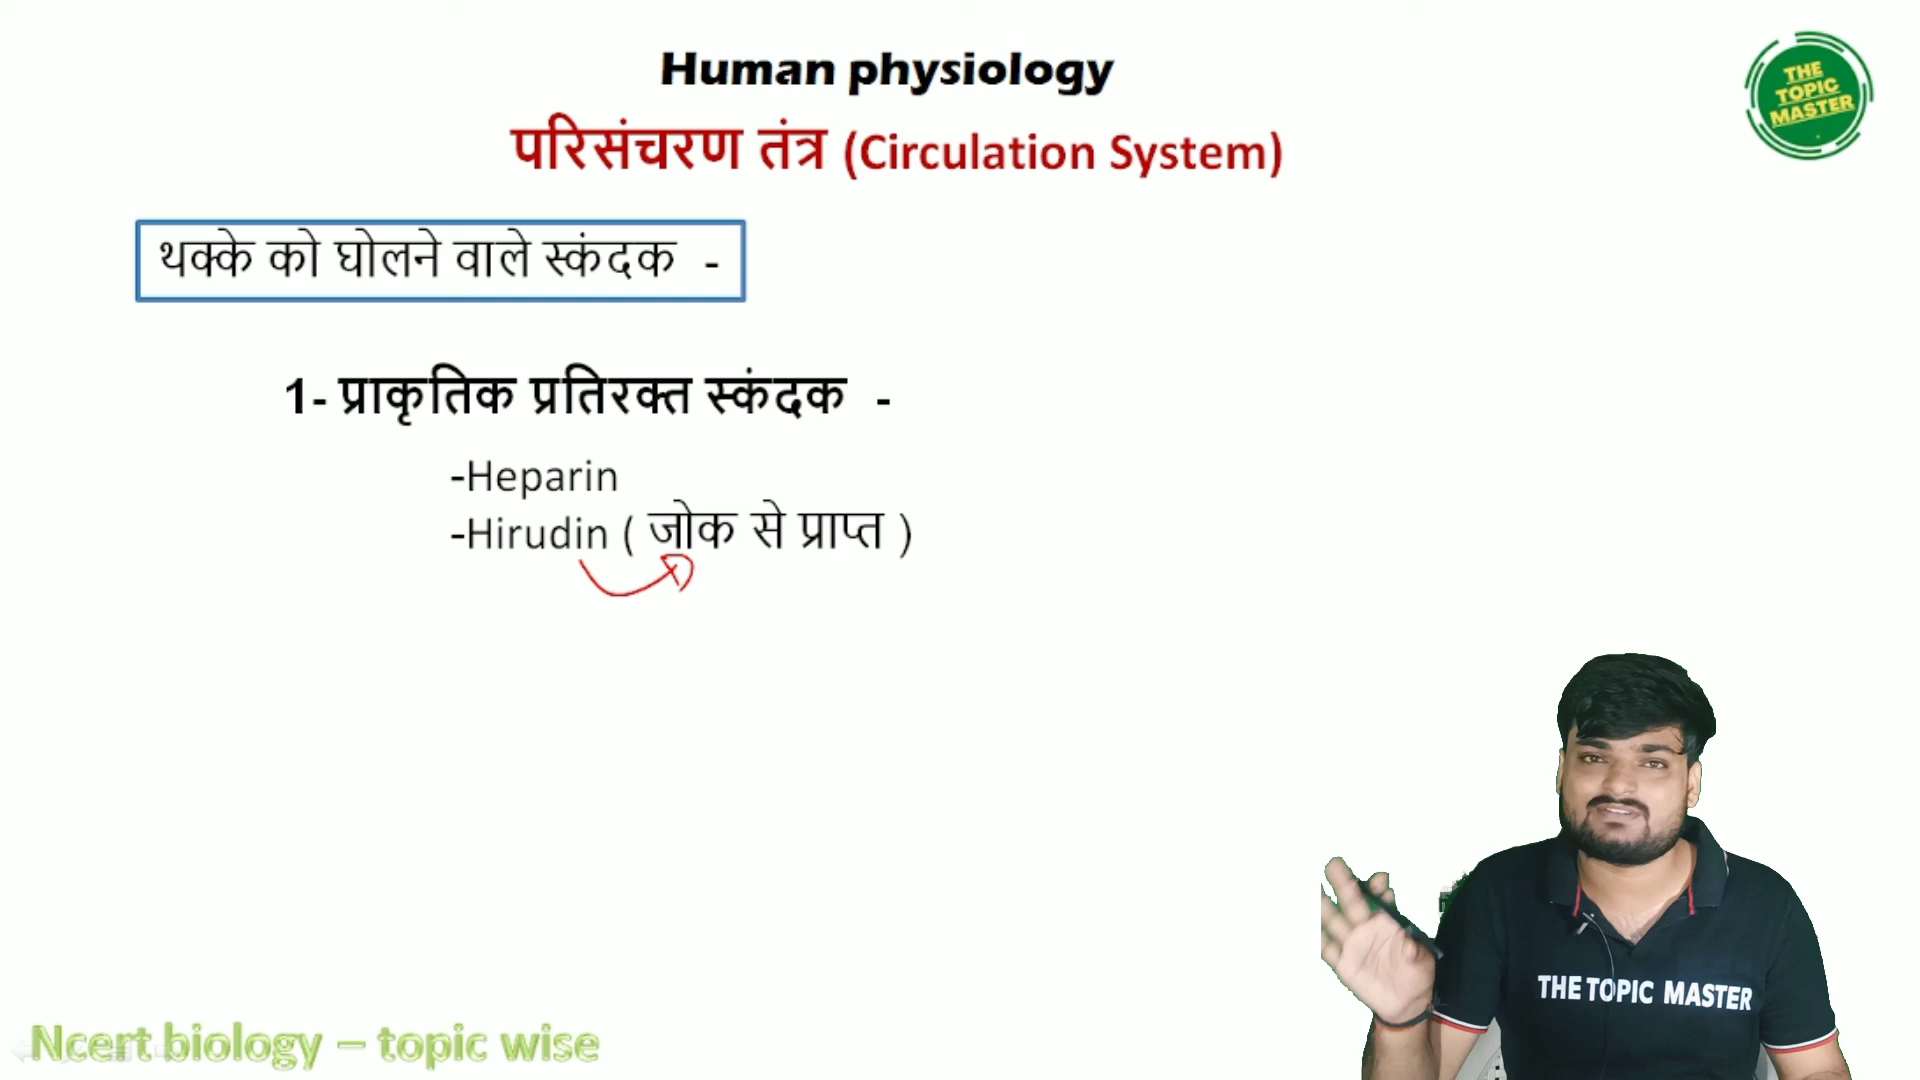 Human physiology
THE
TOPIC
MASTER
परिसंचरण तंत्र (Circulation System)
थक्के को घोलने वाले स्कंदक -
1- प्राकृतिक प्रतिरक्त स्कंदक -
-Heparin
-Hirudin ( जोक से प्राप्त )
THE TOPIC MASTER
Ncert biology – topic wise